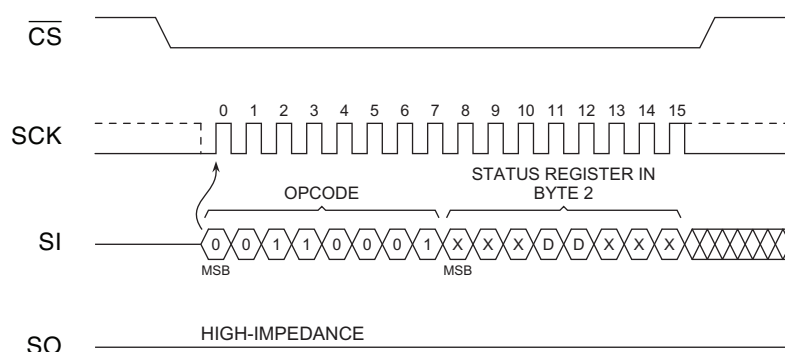 CS
0 1 2 3 4 5 6 7 8 9 10 11 12 13 14 15
SCK
STATUS REGISTER IN
OPCODE BYTE 2
SI 0 0 1 1 0 0 0 1 X X X D D X X X
MSB MSB
HIGH-IMPEDANCE
SO